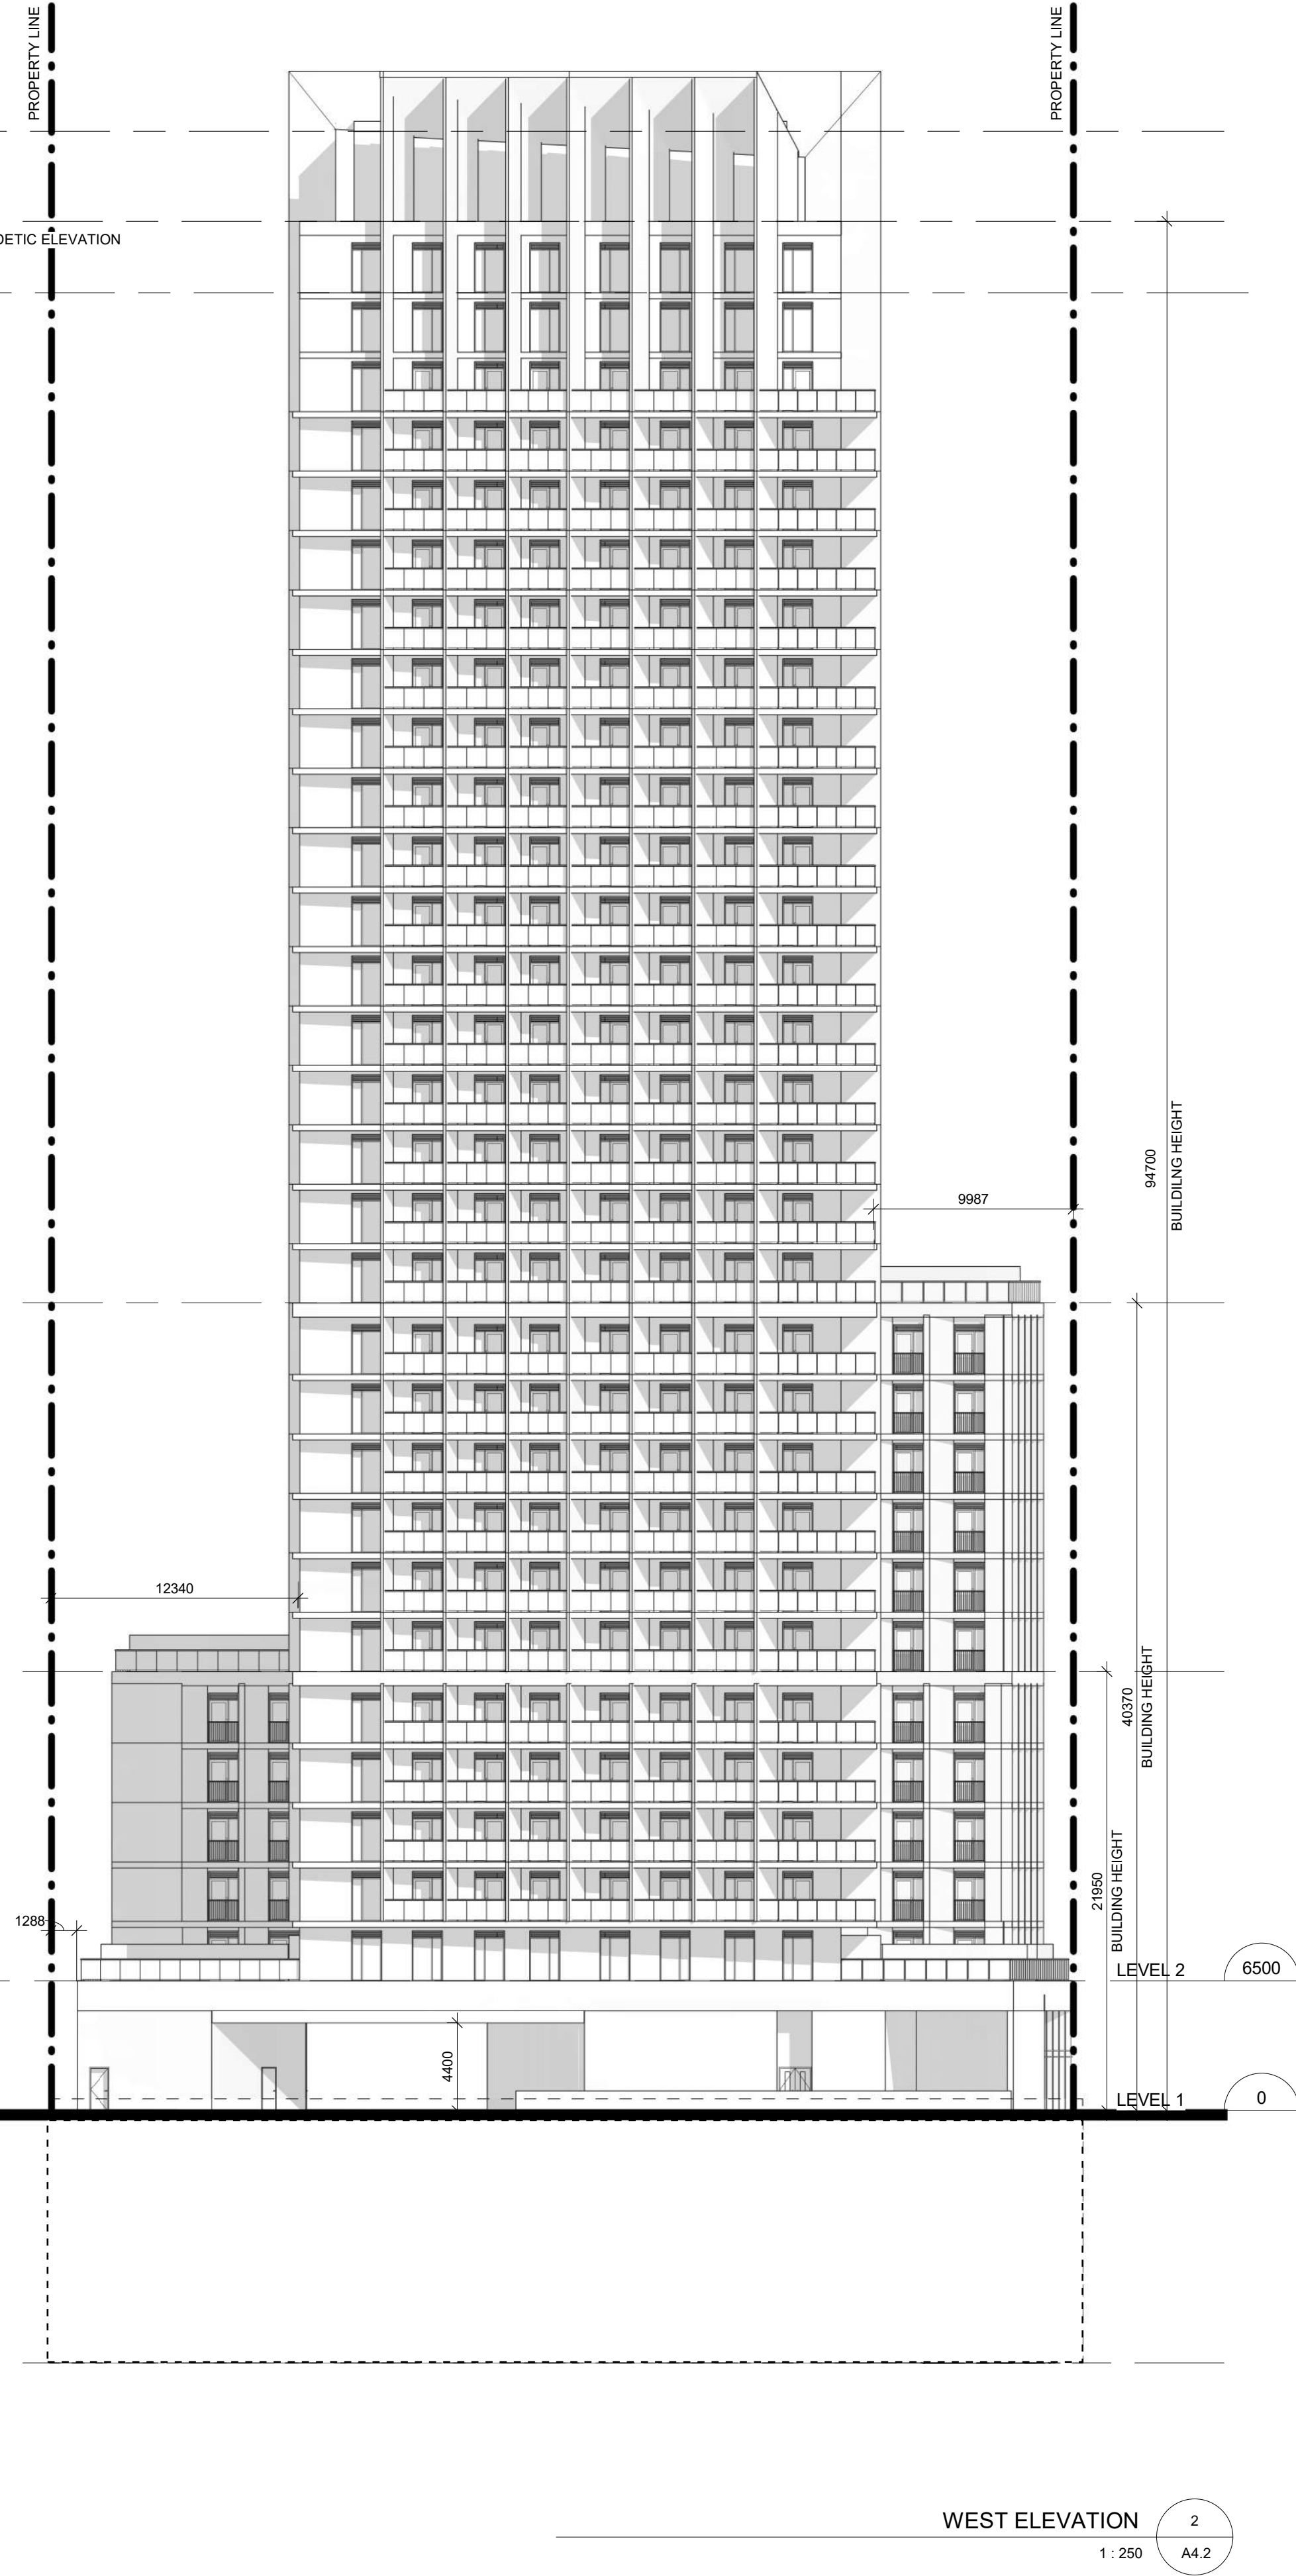 PROPERTY LINE
PROPERTY LINE
ETIC ELEVATION
94700
BUILDILNG HEIGHT
9987
12340
40370
BUILDING HEIGHT
21950
BUILDING HEIGHT
1288
LEVEL 2
6500
4400
LEVEL 1
0
WEST ELEVATION
2
1 : 250
A4.2